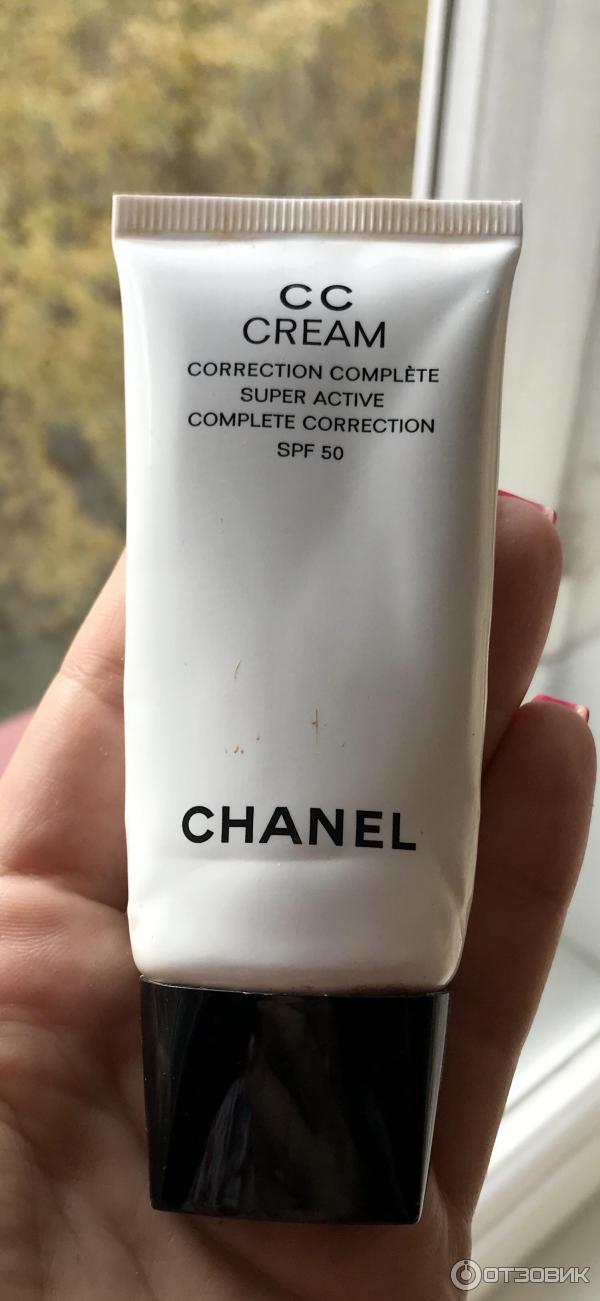 CC
CREAM
CORRECTION COMPLÈTE
SUPER ACTIVE
COMPLETE CORRECTION
SPF 50
CHANEL
ОТЗОВИК